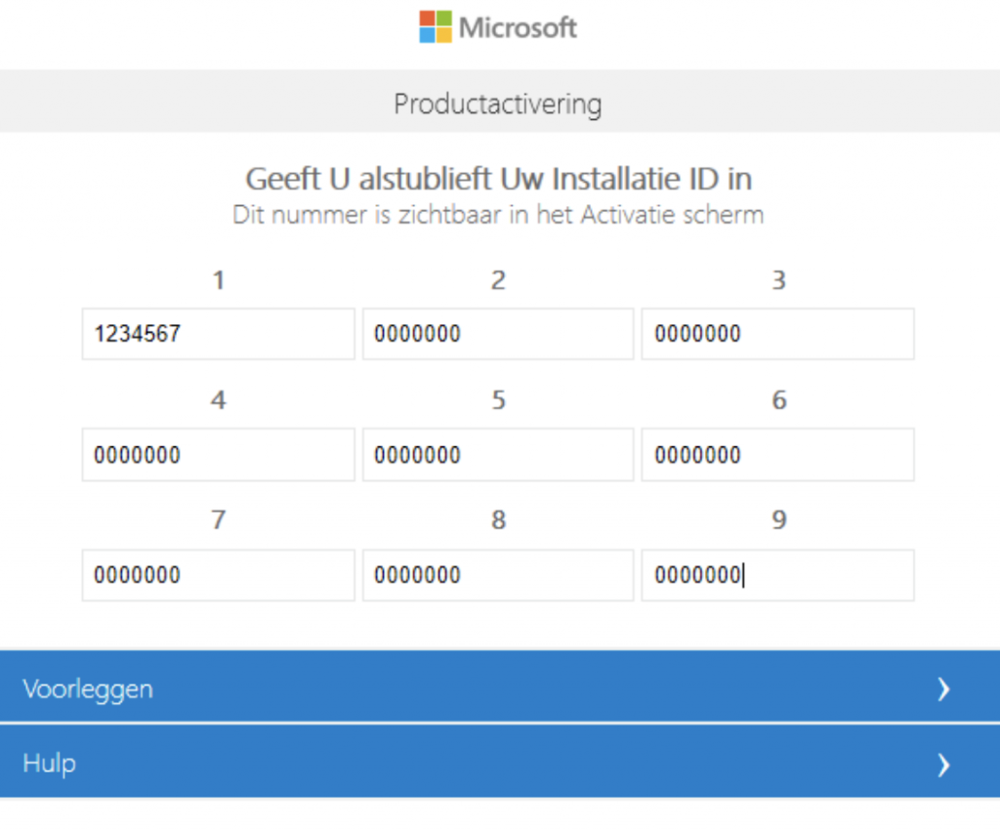 Microsoft
Productactivering
Geeft U alstublieft Uw Installatie ID in
Dit nummer is zichtbaar in het Activatie scherm
1 2 3
1234567 0000000 0000000
4 5 6
0000000 0000000 0000000
7 8 9
0000000 0000000 0000000
Voorleggen
Hulp